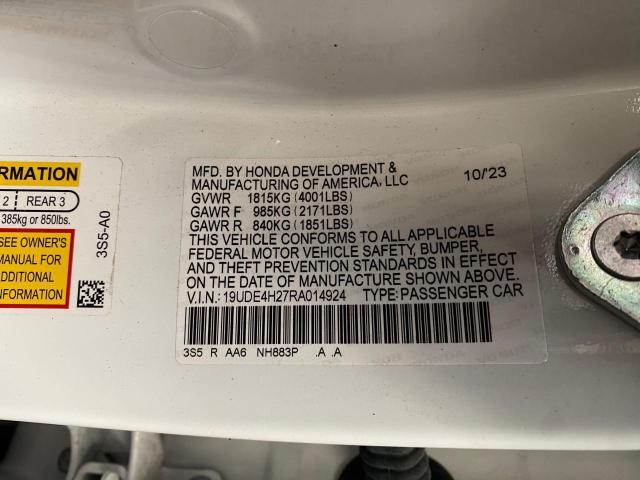 RMATION
2 REAR 3
385kg or 850lbs.
SEE OWNER'S
MANUAL FOR
ADDITIONAL
INFORMATION
3S5-A0
MFD. BY HONDA DEVELOPMENT &
MANUFACTURING OF AMERICA, LLC
10/23
GVWR 1815KG (4001LBS)
GAWR F 985KG (2171LBS)
GAWR R 840KG (1851LBS)
THIS VEHICLE CONFORMS TO ALL APPLICABLE
FEDERAL MOTOR VEHICLE SAFETY, BUMPER,
AND THEFT PREVENTION STANDARDS IN EFFECT
ON THE DATE OF MANUFACTURE SHOWN ABOVE.
V.I.N.: 19UDE4H27RA014924 TYPE: PASSENGER CAR
3S5 R AA6 NH883P .A .A